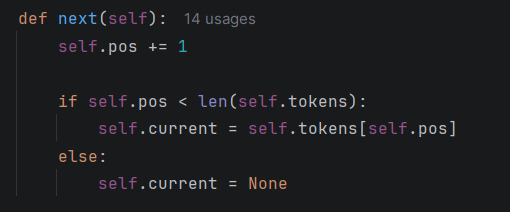 def next(self): 14 usages
    self.pos += 1

    if self.pos < len(self.tokens):
        self.current = self.tokens[self.pos]
    else:
        self.current = None